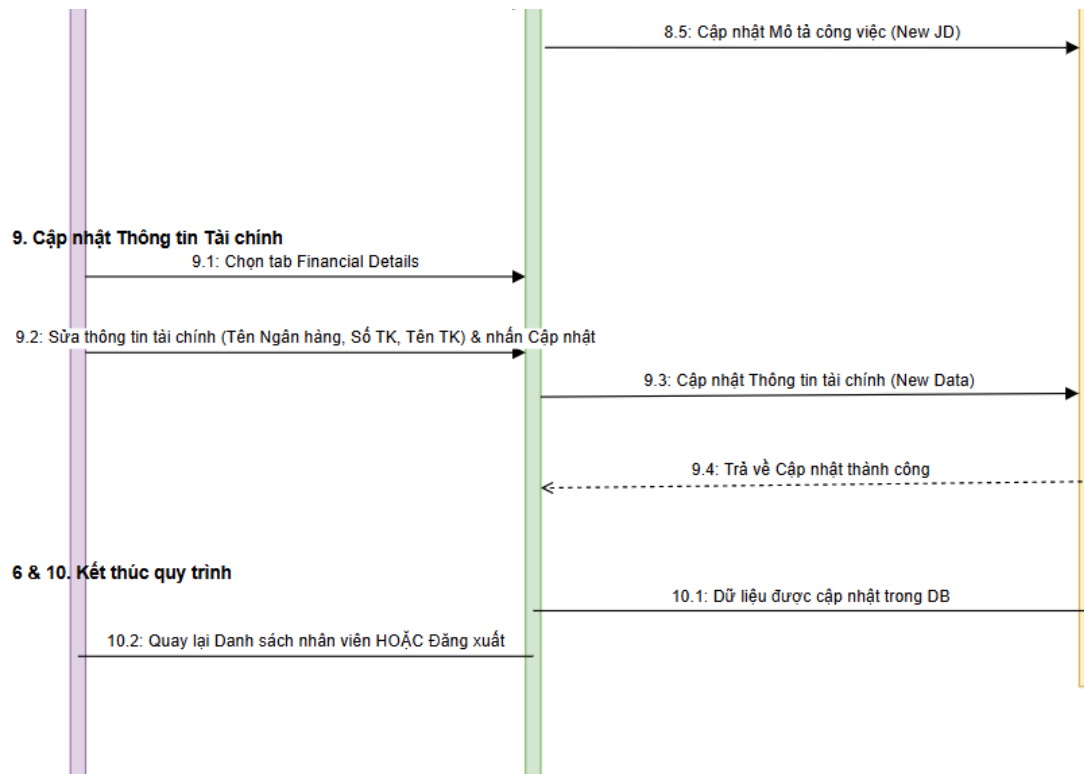 8.5: Cập nhật Mô tả công việc (New JD)
9. Cập nhật Thông tin Tài chính
9.1: Chọn tab Financial Details
9.2: Sửa thông tin tài chính (Tên Ngân hàng, Số TK, Tên TK) & nhấn Cập nhật
9.3: Cập nhật Thông tin tài chính (New Data)
9.4: Trả về Cập nhật thành công
6 & 10. Kết thúc quy trình
10.1: Dữ liệu được cập nhật trong DB
10.2: Quay lại Danh sách nhân viên HOẶC Đăng xuất